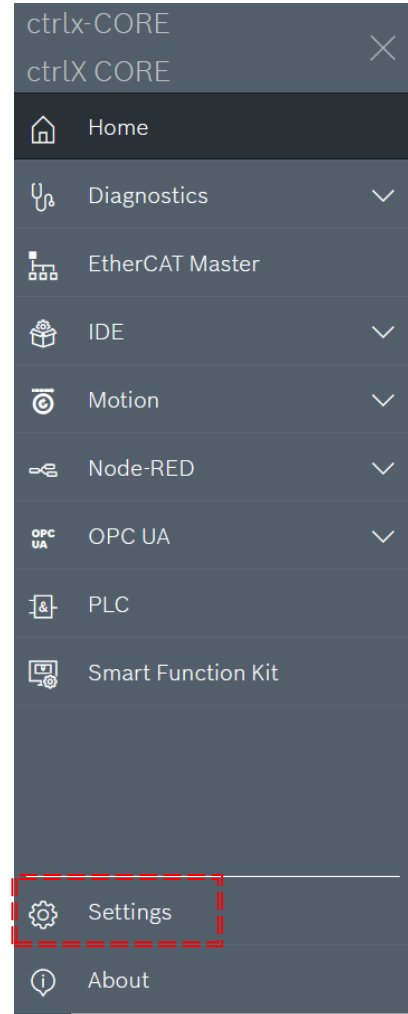 ctrlx-CORE
ctrlX CORE
Home
Diagnostics
EtherCAT Master
IDE
Motion
Node-RED
OPC UA
OPC UA
& PLC
Smart Function Kit
Settings
About